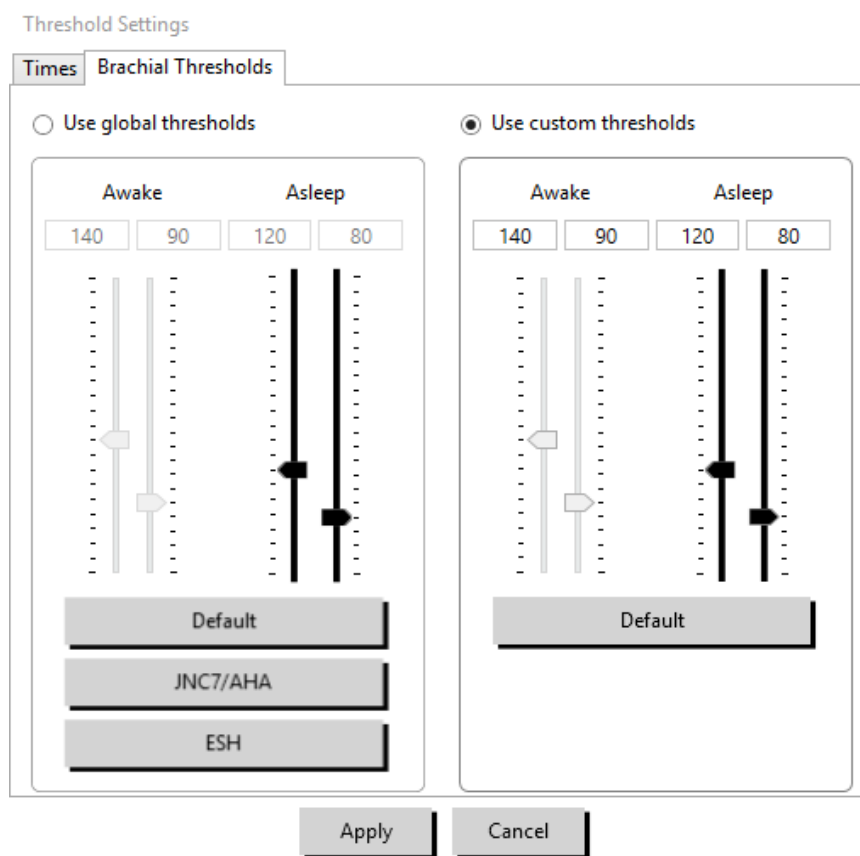 Threshold Settings
Times Brachial Thresholds
Use global thresholds
Awake Asleep
140 90 120 80
Default
JNC7/AHA
ESH
Use custom thresholds
Awake Asleep
140 90 120 80
Default
Apply Cancel